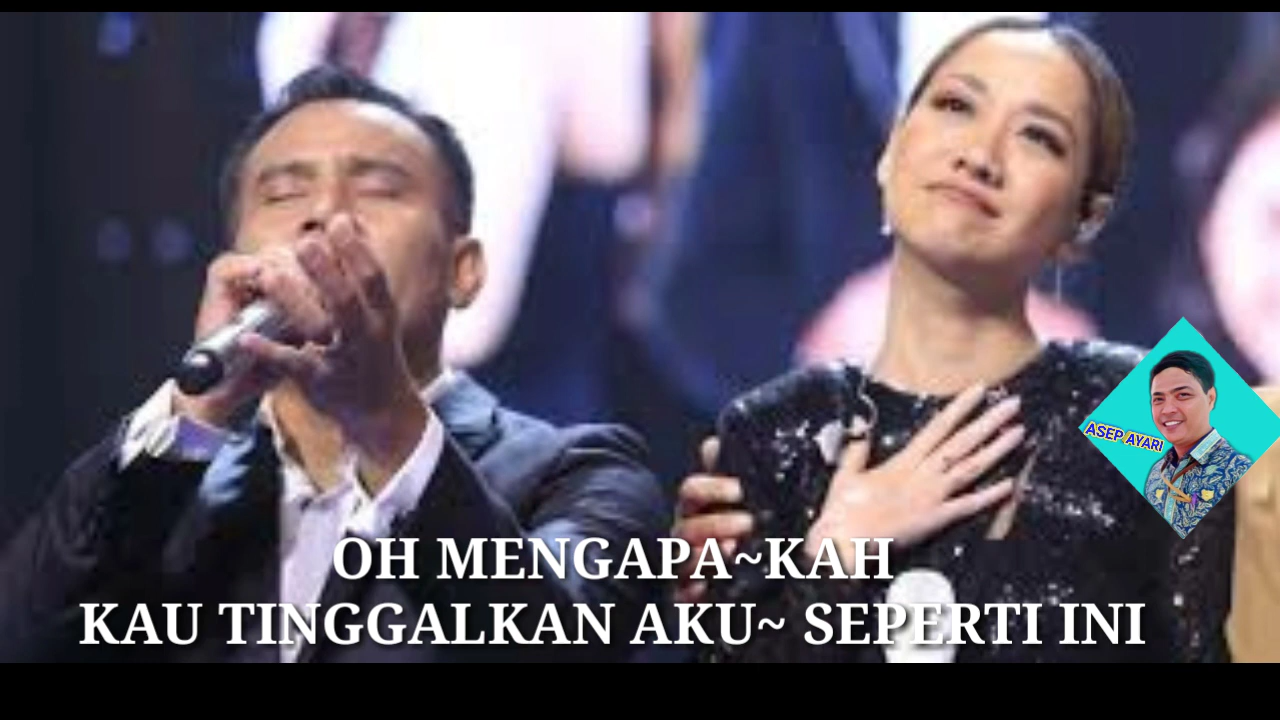 ASEP AYARI
OH MENGAPA~KAH
KAU TINGGALKAN AKU~ SEPERTI INI